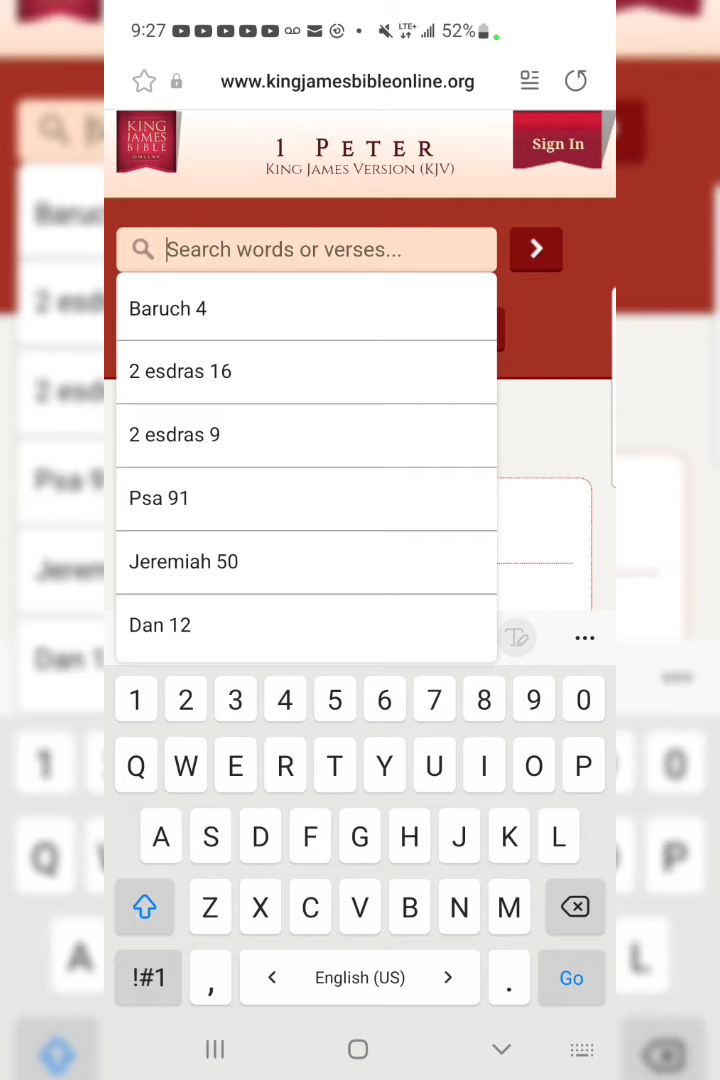 9:27 LTE+ 52%
www.kingjamesbibleonline.org
KING
JAMES
BIBLE
ONLINE
1 PETER
KING JAMES VERSION (KJV)
Sign In
Search words or verses...
Baruch 4
2 esdras 16
2 esdras 9
Psa 91
Jeremiah 50
Dan 12
1 2 3 4 5 6 7 8 9 0
Q W E R T Y U I O P
A S D F G H J K L
Z X C V B N M
!#1 , < English (US) > . Go